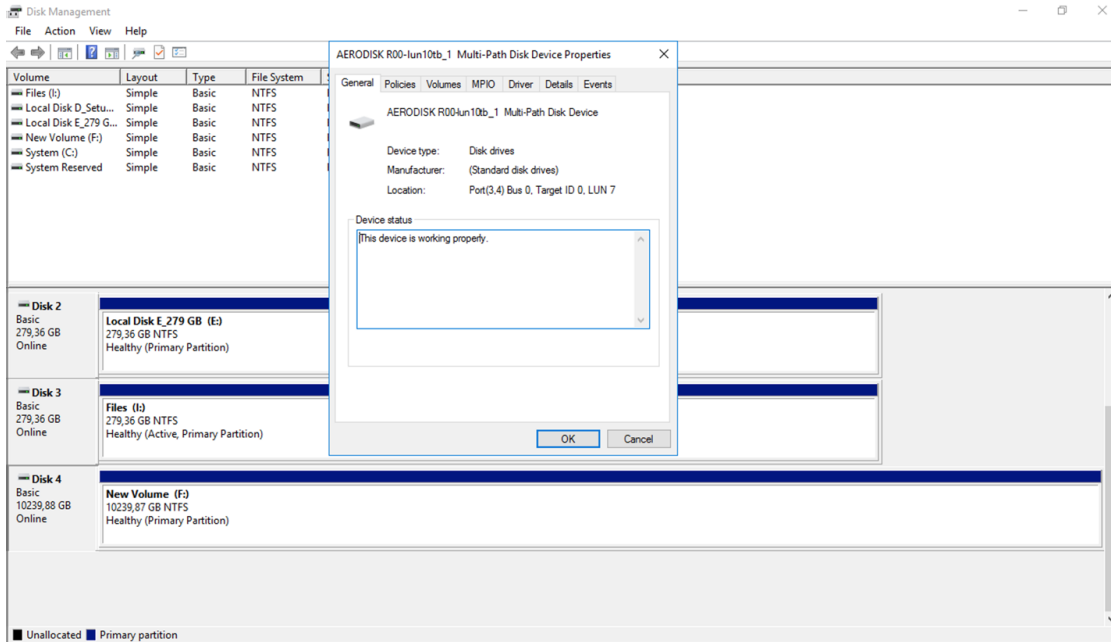 Disk Management
File Action View Help
Volume Layout Type File System
Files (I:) Simple Basic NTFS
Local Disk D_Setu... Simple Basic NTFS
Local Disk E_279 G... Simple Basic NTFS
New Volume (F:) Simple Basic NTFS
System (C:) Simple Basic NTFS
System Reserved Simple Basic NTFS
AERODISK R00-lun10tb_1 Multi-Path Disk Device Properties
General Policies Volumes MPIO Driver Details Events
AERODISK R00-lun10tb_1 Multi-Path Disk Device
Device type: Disk drives
Manufacturer: (Standard disk drives)
Location: Port(3,4) Bus 0, Target ID 0, LUN 7
Device status
This device is working properly.
OK Cancel
Disk 2
Basic
279,36 GB
Online
Local Disk E_279 GB (E:)
279,36 GB NTFS
Healthy (Primary Partition)
Disk 3
Basic
279,36 GB
Online
Files (I:)
279,36 GB NTFS
Healthy (Active, Primary Partition)
Disk 4
Basic
10239,88 GB
Online
New Volume (F:)
10239,87 GB NTFS
Healthy (Primary Partition)
Unallocated Primary partition